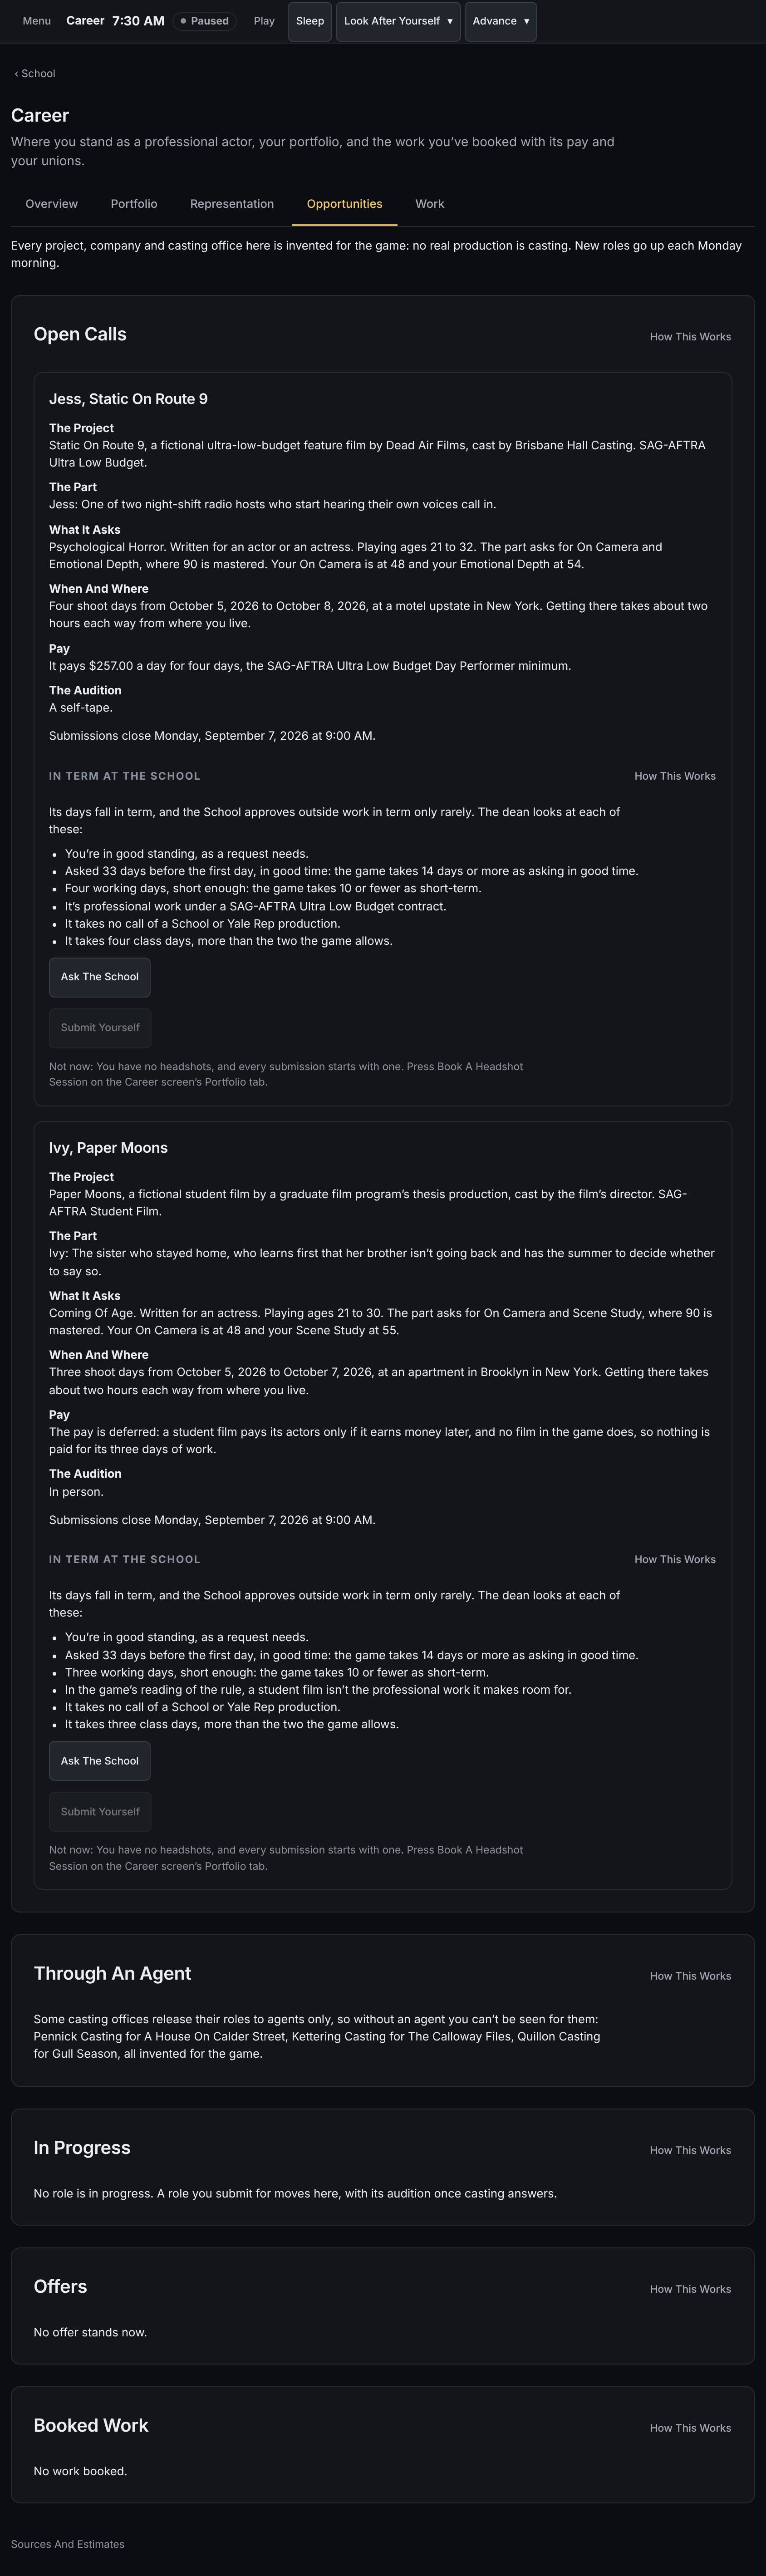 Menu Career 7:30 AM Paused Play Sleep Look After Yourself ▾ Advance ▾
‹ School
Career
Where you stand as a professional actor, your portfolio, and the work you’ve booked with its pay and
your unions.
Overview Portfolio Representation Opportunities Work
Every project, company and casting office here is invented for the game: no real production is casting. New roles go up each Monday
morning.
Open Calls How This Works
Jess, Static On Route 9
The Project
Static On Route 9, a fictional ultra-low-budget feature film by Dead Air Films, cast by Brisbane Hall Casting. SAG-AFTRA
Ultra Low Budget.
The Part
Jess: One of two night-shift radio hosts who start hearing their own voices call in.
What It Asks
Psychological Horror. Written for an actor or an actress. Playing ages 21 to 32. The part asks for On Camera and
Emotional Depth, where 90 is mastered. Your On Camera is at 48 and your Emotional Depth at 54.
When And Where
Four shoot days from October 5, 2026 to October 8, 2026, at a motel upstate in New York. Getting there takes about two
hours each way from where you live.
Pay
It pays $257.00 a day for four days, the SAG-AFTRA Ultra Low Budget Day Performer minimum.
The Audition
A self-tape.
Submissions close Monday, September 7, 2026 at 9:00 AM.
IN TERM AT THE SCHOOL How This Works
Its days fall in term, and the School approves outside work in term only rarely. The dean looks at each of
these:
• You’re in good standing, as a request needs.
• Asked 33 days before the first day, in good time: the game takes 14 days or more as asking in good time.
• Four working days, short enough: the game takes 10 or fewer as short-term.
• It’s professional work under a SAG-AFTRA Ultra Low Budget contract.
• It takes no call of a School or Yale Rep production.
• It takes four class days, more than the two the game allows.
Ask The School
Submit Yourself
Not now: You have no headshots, and every submission starts with one. Press Book A Headshot
Session on the Career screen’s Portfolio tab.
Ivy, Paper Moons
The Project
Paper Moons, a fictional student film by a graduate film program’s thesis production, cast by the film’s director. SAG-
AFTRA Student Film.
The Part
Ivy: The sister who stayed home, who learns first that her brother isn’t going back and has the summer to decide whether
to say so.
What It Asks
Coming Of Age. Written for an actress. Playing ages 21 to 30. The part asks for On Camera and Scene Study, where 90 is
mastered. Your On Camera is at 48 and your Scene Study at 55.
When And Where
Three shoot days from October 5, 2026 to October 7, 2026, at an apartment in Brooklyn in New York. Getting there takes
about two hours each way from where you live.
Pay
The pay is deferred: a student film pays its actors only if it earns money later, and no film in the game does, so nothing is
paid for its three days of work.
The Audition
In person.
Submissions close Monday, September 7, 2026 at 9:00 AM.
IN TERM AT THE SCHOOL How This Works
Its days fall in term, and the School approves outside work in term only rarely. The dean looks at each of
these:
• You’re in good standing, as a request needs.
• Asked 33 days before the first day, in good time: the game takes 14 days or more as asking in good time.
• Three working days, short enough: the game takes 10 or fewer as short-term.
• In the game’s reading of the rule, a student film isn’t the professional work it makes room for.
• It takes no call of a School or Yale Rep production.
• It takes three class days, more than the two the game allows.
Ask The School
Submit Yourself
Not now: You have no headshots, and every submission starts with one. Press Book A Headshot
Session on the Career screen’s Portfolio tab.
Through An Agent How This Works
Some casting offices release their roles to agents only, so without an agent you can’t be seen for them:
Pennick Casting for A House On Calder Street, Kettering Casting for The Calloway Files, Quillon Casting
for Gull Season, all invented for the game.
In Progress How This Works
No role is in progress. A role you submit for moves here, with its audition once casting answers.
Offers How This Works
No offer stands now.
Booked Work How This Works
No work booked.
Sources And Estimates